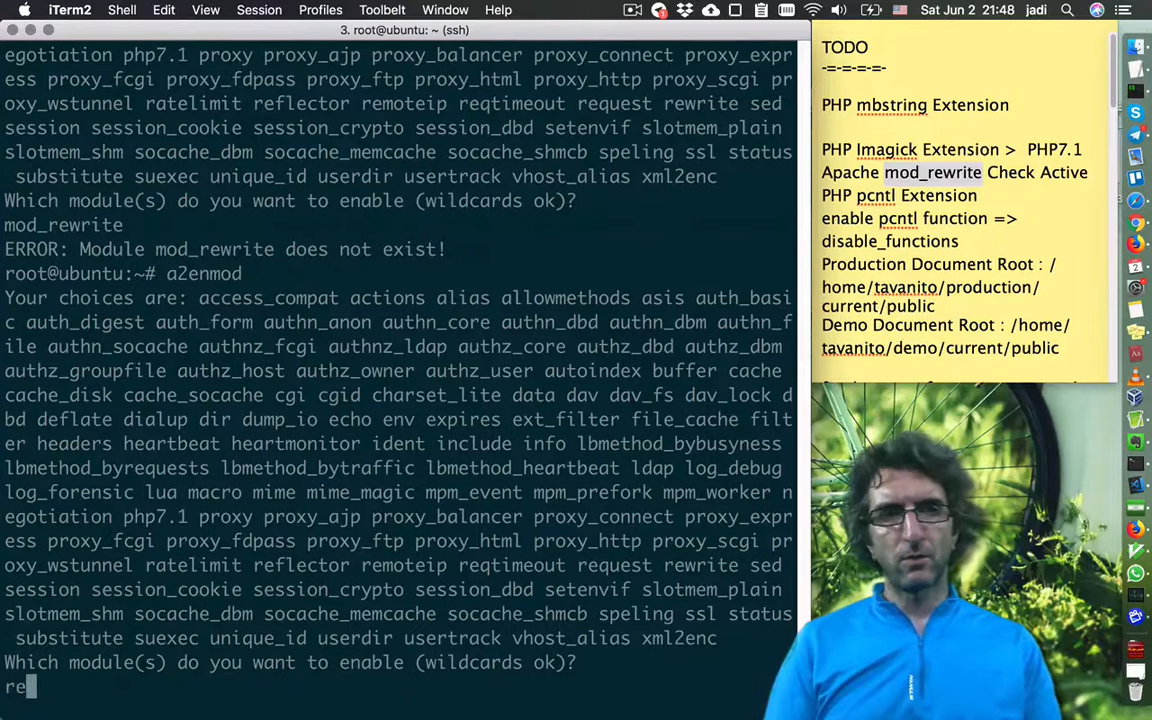 iTerm2 Shell Edit View Session Profiles Toolbelt Window Help Sat Jun 2 21:48 jadi
3. root@ubuntu: ~ (ssh)
egotiation php7.1 proxy proxy_ajp proxy_balancer proxy_connect proxy_expr
ess proxy_fcgi proxy_fdpass proxy_ftp proxy_html proxy_http proxy_scgi pr
oxy_wstunnel ratelimit reflector remoteip reqtimeout request rewrite sed
session session_cookie session_crypto session_dbd setenvif slotmem_plain
slotmem_shm socache_dbm socache_memcache socache_shmcb speling ssl status
substitute suexec unique_id userdir usertrack vhost_alias xml2enc
Which module(s) do you want to enable (wildcards ok)?
mod_rewrite
ERROR: Module mod_rewrite does not exist!
root@ubuntu:~# a2enmod
Your choices are: access_compat actions alias allowmethods asis auth_basi
c auth_digest auth_form authn_anon authn_core authn_dbd authn_dbm authn_f
ile authn_socache authnz_fcgi authnz_ldap authz_core authz_dbd authz_dbm
authz_groupfile authz_host authz_owner authz_user autoindex buffer cache
cache_disk cache_socache cgi cgid charset_lite data dav dav_fs dav_lock d
bd deflate dialup dir dump_io echo env expires ext_filter file_cache filt
er headers heartbeat heartmonitor ident include info lbmethod_bybusyness
lbmethod_byrequests lbmethod_bytraffic lbmethod_heartbeat ldap log_debug
log_forensic lua macro mime mime_magic mpm_event mpm_prefork mpm_worker n
egotiation php7.1 proxy proxy_ajp proxy_balancer proxy_connect proxy_expr
ess proxy_fcgi proxy_fdpass proxy_ftp proxy_html proxy_http proxy_scgi pr
oxy_wstunnel ratelimit reflector remoteip reqtimeout request rewrite sed
session session_cookie session_crypto session_dbd setenvif slotmem_plain
slotmem_shm socache_dbm socache_memcache socache_shmcb speling ssl status
substitute suexec unique_id userdir usertrack vhost_alias xml2enc
Which module(s) do you want to enable (wildcards ok)?
re
TODO
-=-=-=-=-
PHP mbstring Extension
PHP Imagick Extension > PHP7.1
Apache mod_rewrite Check Active
PHP pcntl Extension
enable pcntl function =>
disable_functions
Production Document Root : /
home/tavanito/production/
current/public
Demo Document Root : /home/
tavanito/demo/current/public